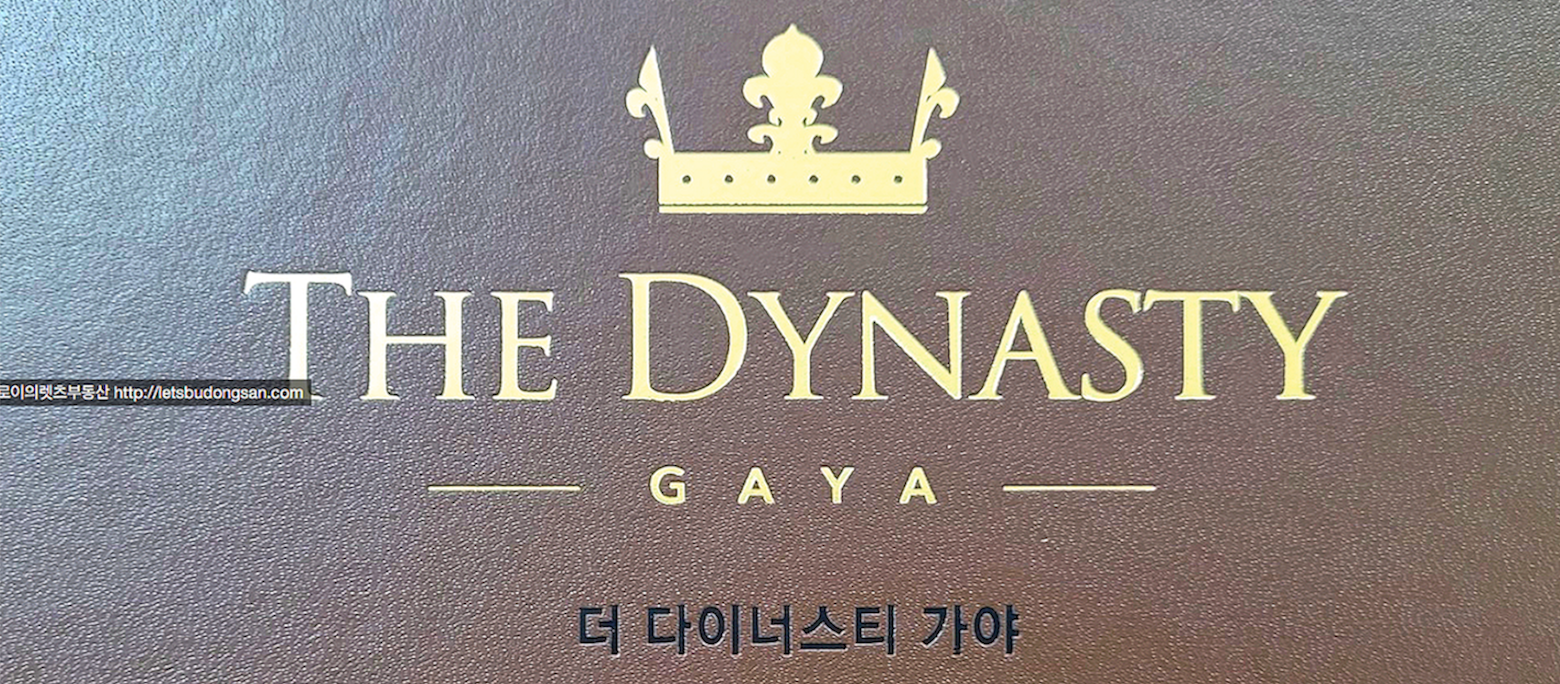 THE DYNASTY
로이의렛츠부동산 http://letsbudongsan.com
GAYA
더 다이너스티 가야